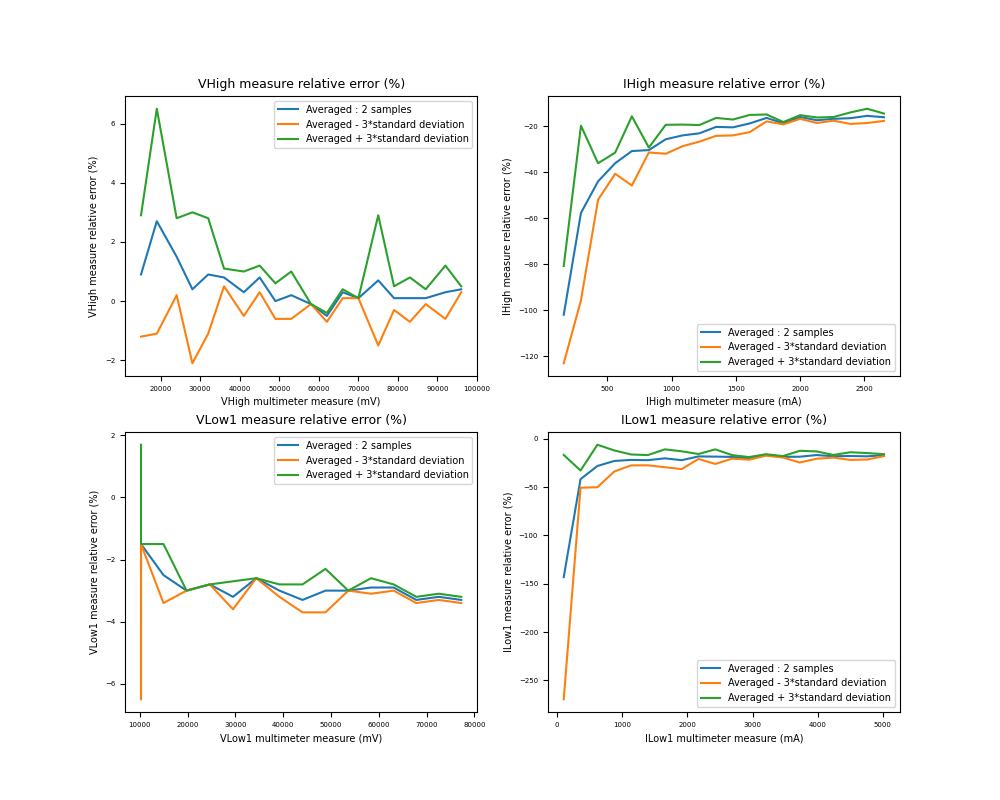 VHigh measure relative error (%)
VHigh measure relative error (%)
6
4
2
0
−2
Averaged : 2 samples
Averaged - 3*standard deviation
Averaged + 3*standard deviation
20000 30000 40000 50000 60000 70000 80000 90000 100000
VHigh multimeter measure (mV)
IHigh measure relative error (%)
IHigh measure relative error (%)
−20
−40
−60
−80
−100
−120
Averaged : 2 samples
Averaged - 3*standard deviation
Averaged + 3*standard deviation
500 1000 1500 2000 2500
IHigh multimeter measure (mA)
VLow1 measure relative error (%)
VLow1 measure relative error (%)
2
0
−2
−4
−6
Averaged : 2 samples
Averaged - 3*standard deviation
Averaged + 3*standard deviation
10000 20000 30000 40000 50000 60000 70000 80000
VLow1 multimeter measure (mV)
ILow1 measure relative error (%)
ILow1 measure relative error (%)
0
−50
−100
−150
−200
−250
Averaged : 2 samples
Averaged - 3*standard deviation
Averaged + 3*standard deviation
0 1000 2000 3000 4000 5000
ILow1 multimeter measure (mA)